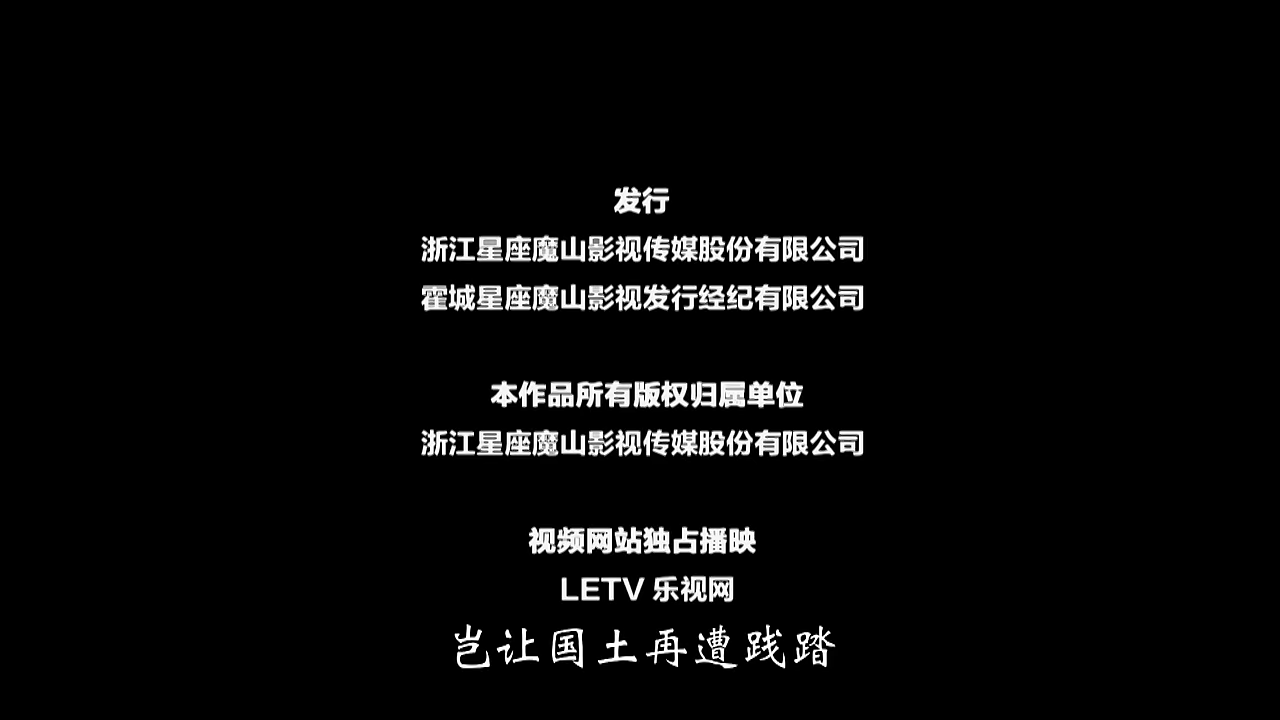 发行
浙江星座魔山影视传媒股份有限公司
霍城星座魔山影视发行经纪有限公司
本作品所有版权归属单位
浙江星座魔山影视传媒股份有限公司
视频网站独占播映
LETV 乐视网
岂让国土再遭践踏